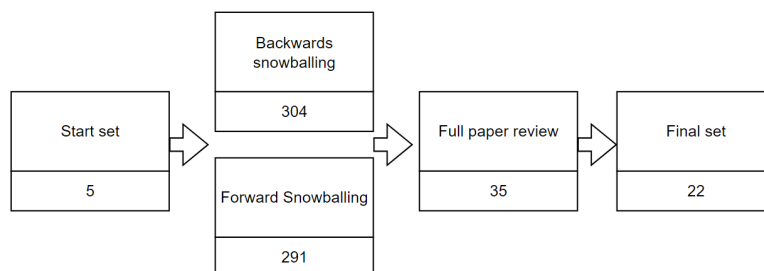 Start set
5
Backwards
snowballing
304
Forward Snowballing
291
Full paper review
35
Final set
22